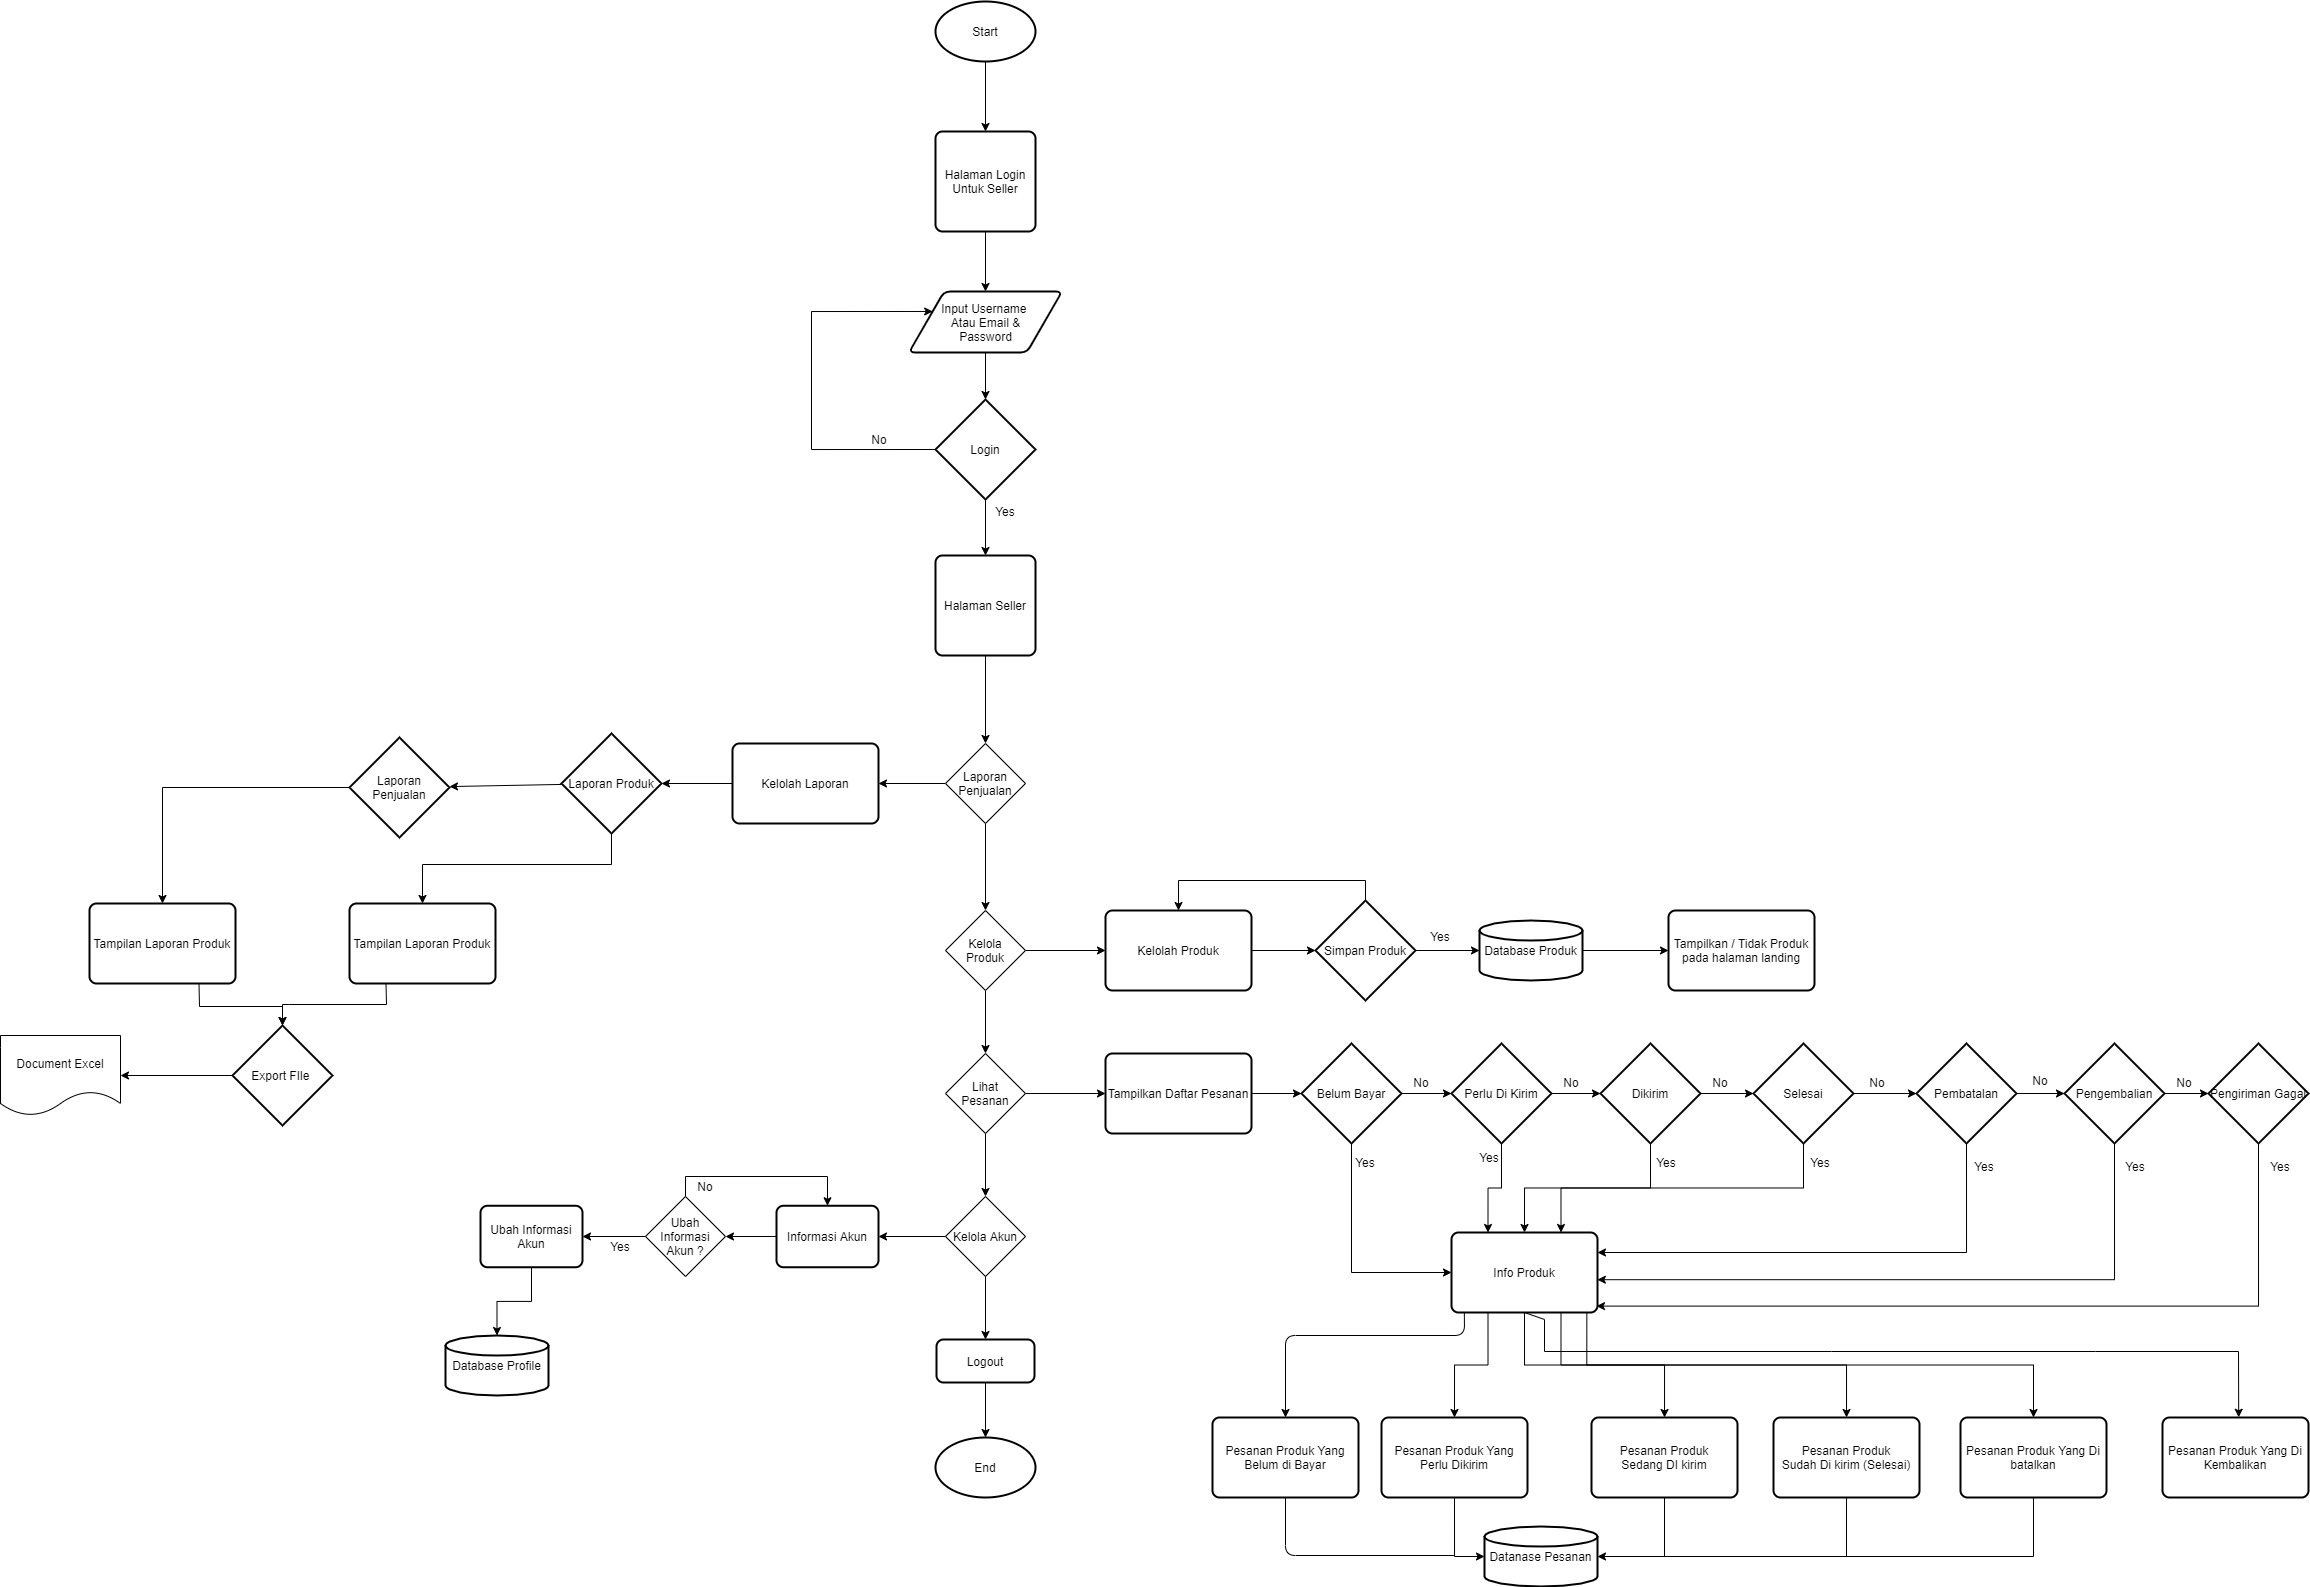 Start
Halaman Login
Untuk Seller
Input Username
Atau Email &
Password
Login
No
Yes
Halaman Seller
Laporan
Penjualan
Kelolah Laporan
Laporan Produk
Laporan
Penjualan
Tampilan Laporan Produk
Tampilan Laporan Produk
Export FIle
Document Excel
Kelola
Produk
Kelolah Produk
Simpan Produk
Yes
Database Produk
Tampilkan / Tidak Produk
pada halaman landing
Lihat
Pesanan
Tampilkan Daftar Pesanan
Belum Bayar
No
Perlu Di Kirim
No
Dikirim
No
Selesai
No
Pembatalan
No
Pengembalian
No
Pengiriman Gagal
Yes
Yes
Yes
Yes
Yes
Yes
Yes
Kelola Akun
Informasi Akun
Ubah
Informasi
Akun ?
No
Yes
Ubah Informasi
Akun
Database Profile
Info Produk
Logout
End
Pesanan Produk Yang
Belum di Bayar
Pesanan Produk Yang
Perlu Dikirim
Pesanan Produk
Sedang DI kirim
Pesanan Produk
Sudah Di kirim (Selesai)
Pesanan Produk Yang Di
batalkan
Pesanan Produk Yang Di
Kembalikan
Datanase Pesanan